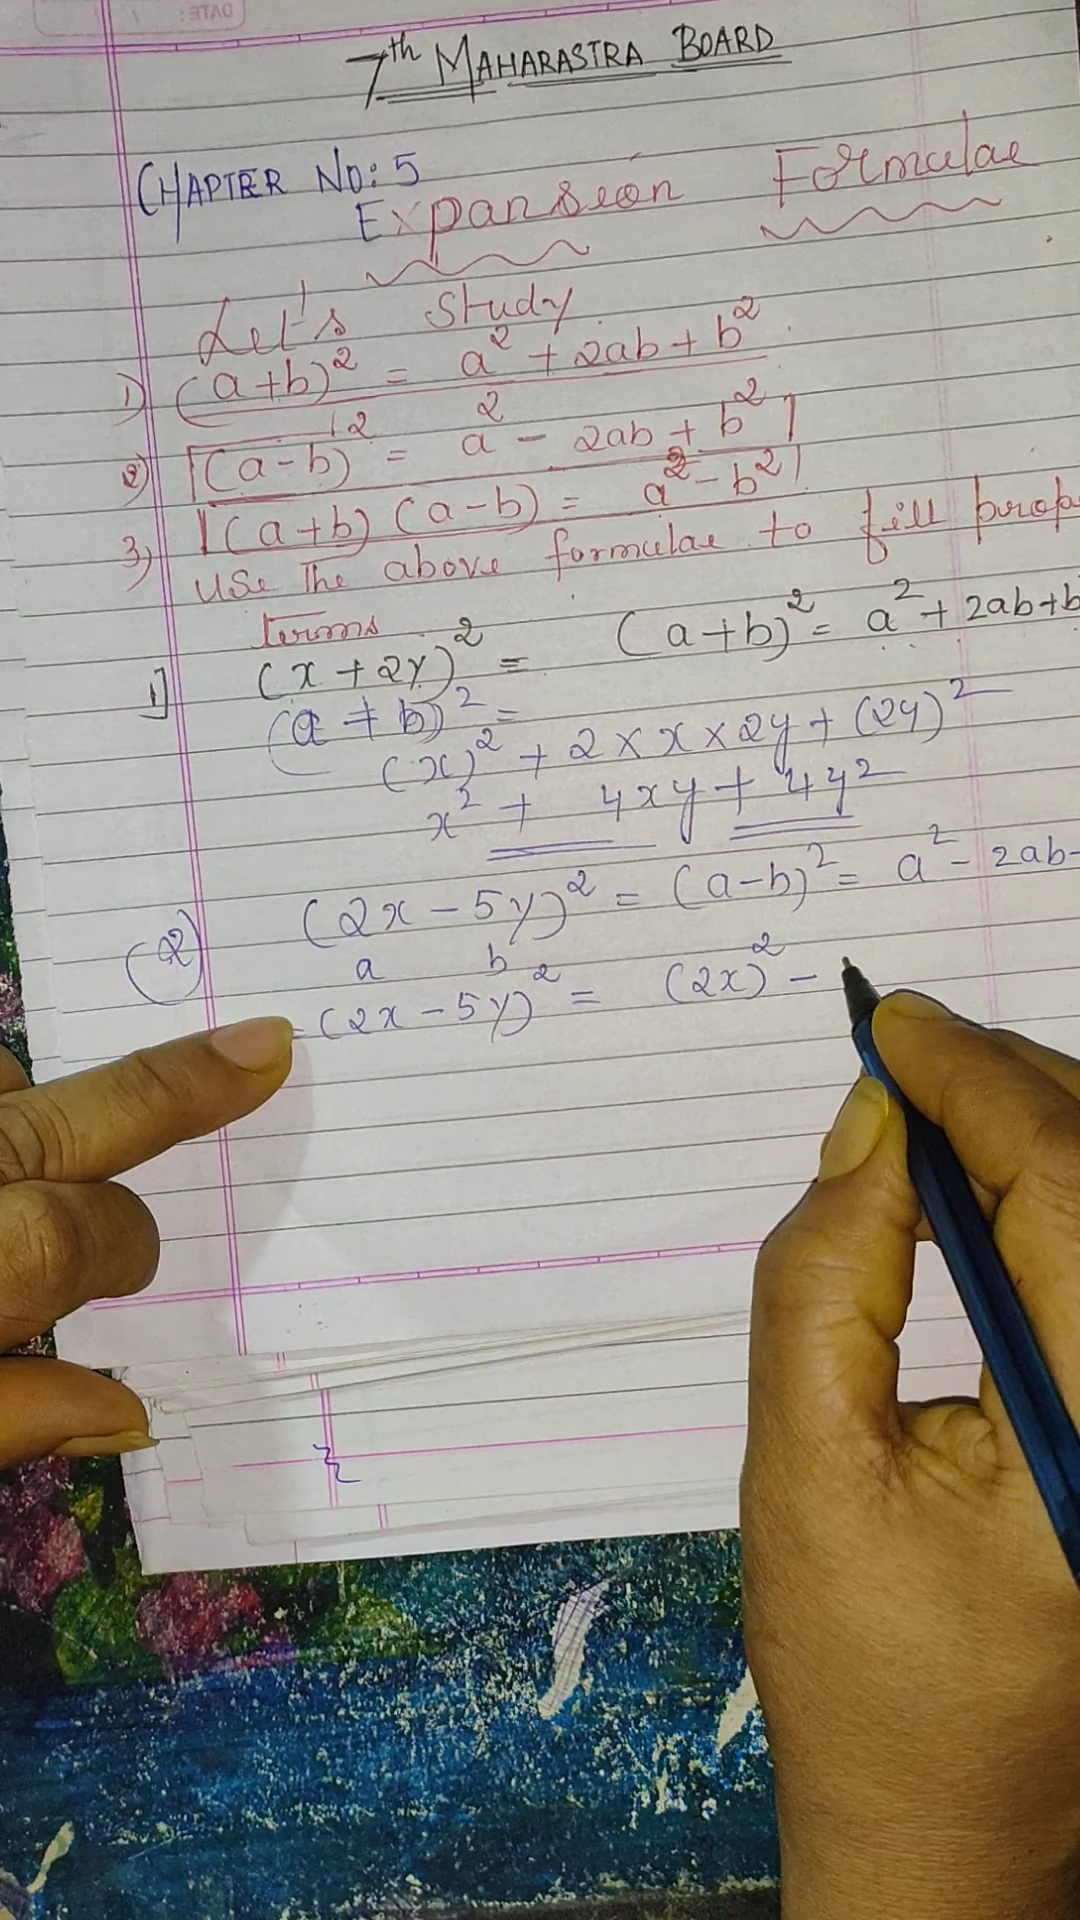 DATE :
7th MAHARASTRA BOARD
CHAPTER NO: 5
Expansion Formulae
Let's Study
1) (a+b)² = a² + 2ab + b²
2) (a-b)² = a² - 2ab + b²
3) (a+b) (a-b) = a² - b²
use The above formulae to fill prop
terms
1] (x + 2y)² = (a+b)² = a² + 2ab+b
(a + b)² =
(x)² + 2 × x × 2y + (2y)²
x² + 4xy + 4y²
(2) (2x - 5y)² = (a-b)² = a² - 2ab-
a b
= (2x - 5y)² = (2x)² -